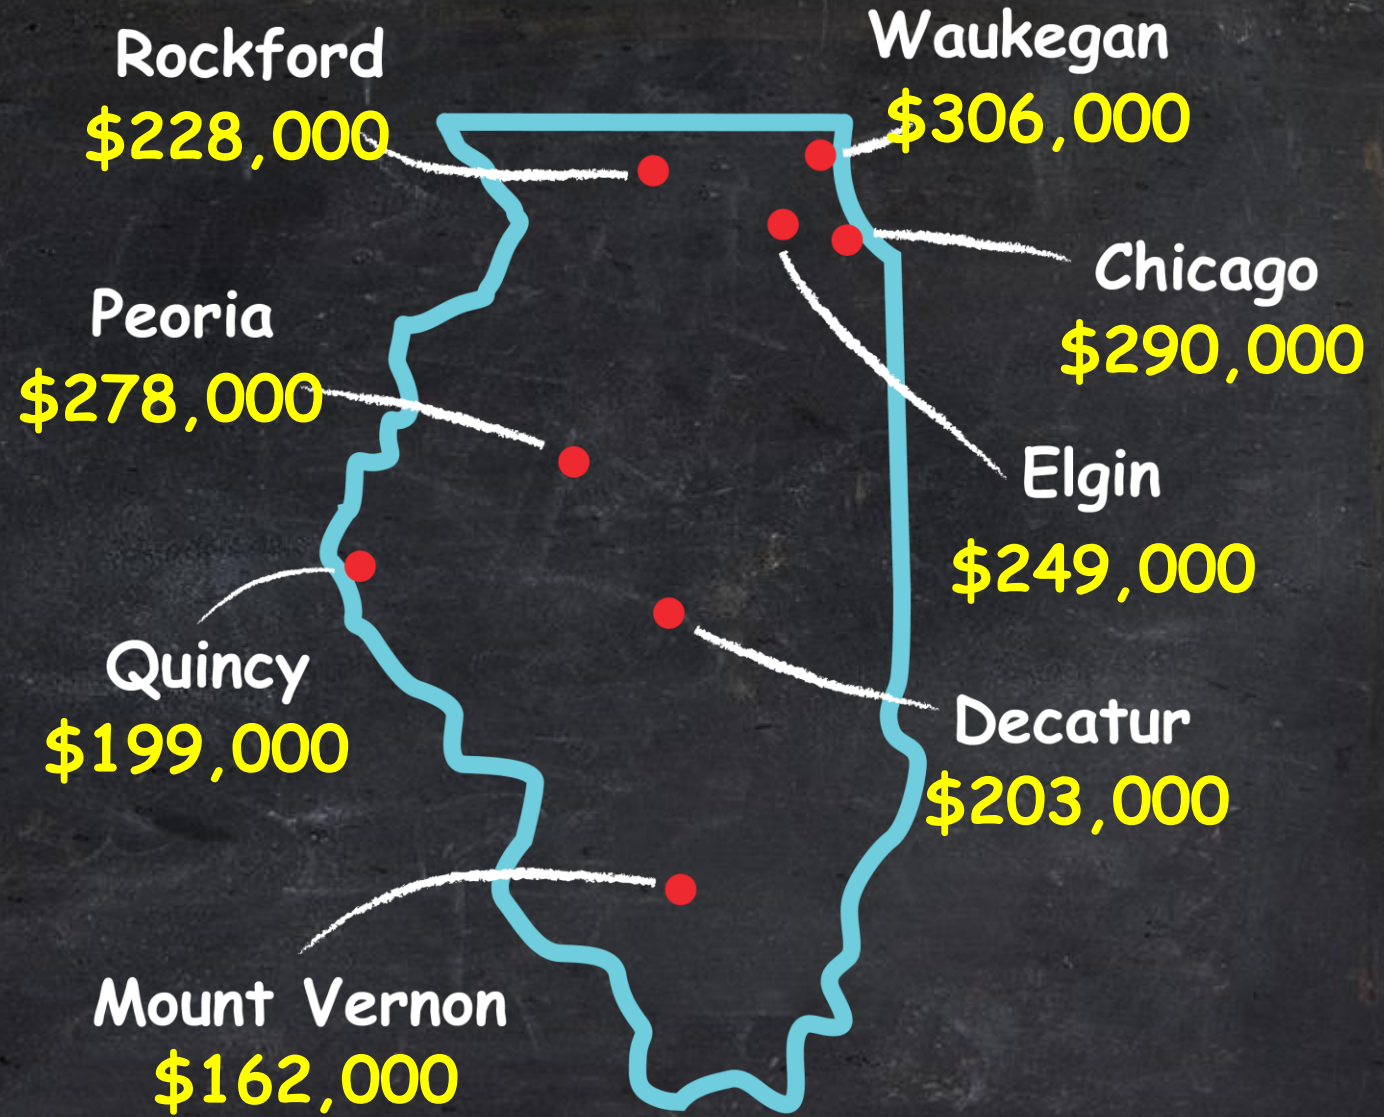 Rockford
$228,000
Waukegan
$306,000
Chicago
$290,000
Peoria
$278,000
Elgin
$249,000
Quincy
$199,000
Decatur
$203,000
Mount Vernon
$162,000